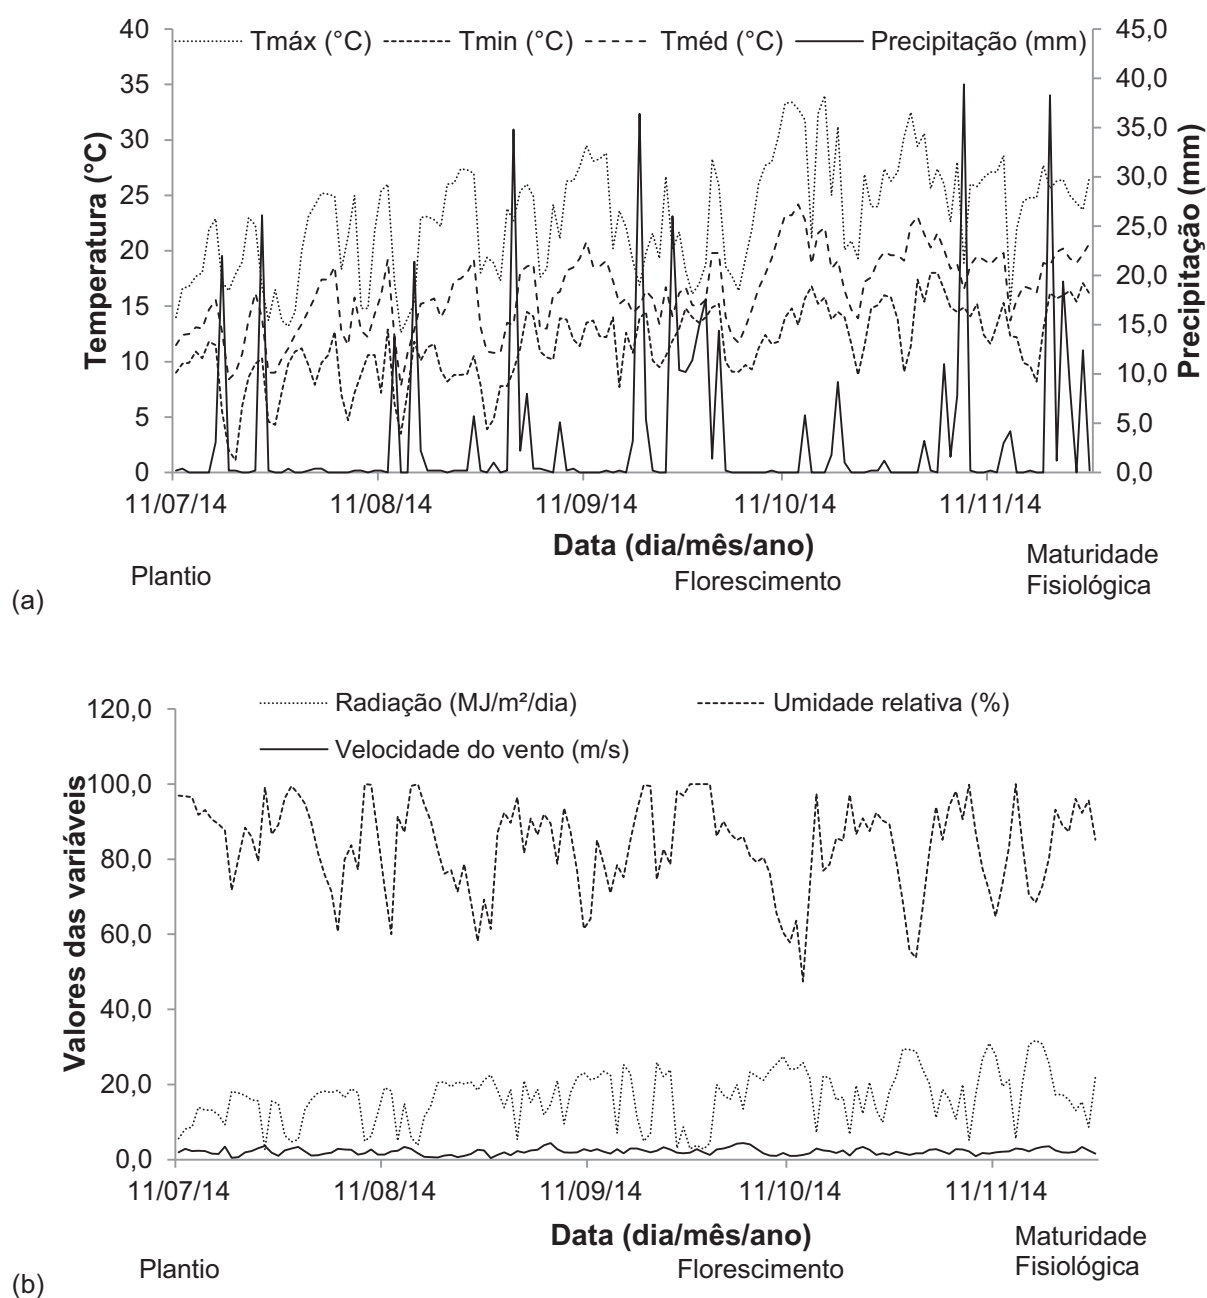 Tmáx (°C) Tmin (°C) Tméd (°C) Precipitação (mm)
40
35
30
25
20
15
10
5
0
Temperatura (°C)
45,0
40,0
35,0
30,0
25,0
20,0
15,0
10,0
5,0
0,0
Precipitação (mm)
11/07/14 11/08/14 11/09/14 11/10/14 11/11/14
Data (dia/mês/ano)
Plantio Florescimento Maturidade
Fisiológica
(a)
Radiação (MJ/m²/dia) Umidade relativa (%)
Velocidade do vento (m/s)
120,0
100,0
80,0
60,0
40,0
20,0
0,0
Valores das variáveis
11/07/14 11/08/14 11/09/14 11/10/14 11/11/14
Data (dia/mês/ano)
Plantio Florescimento Maturidade
Fisiológica
(b)